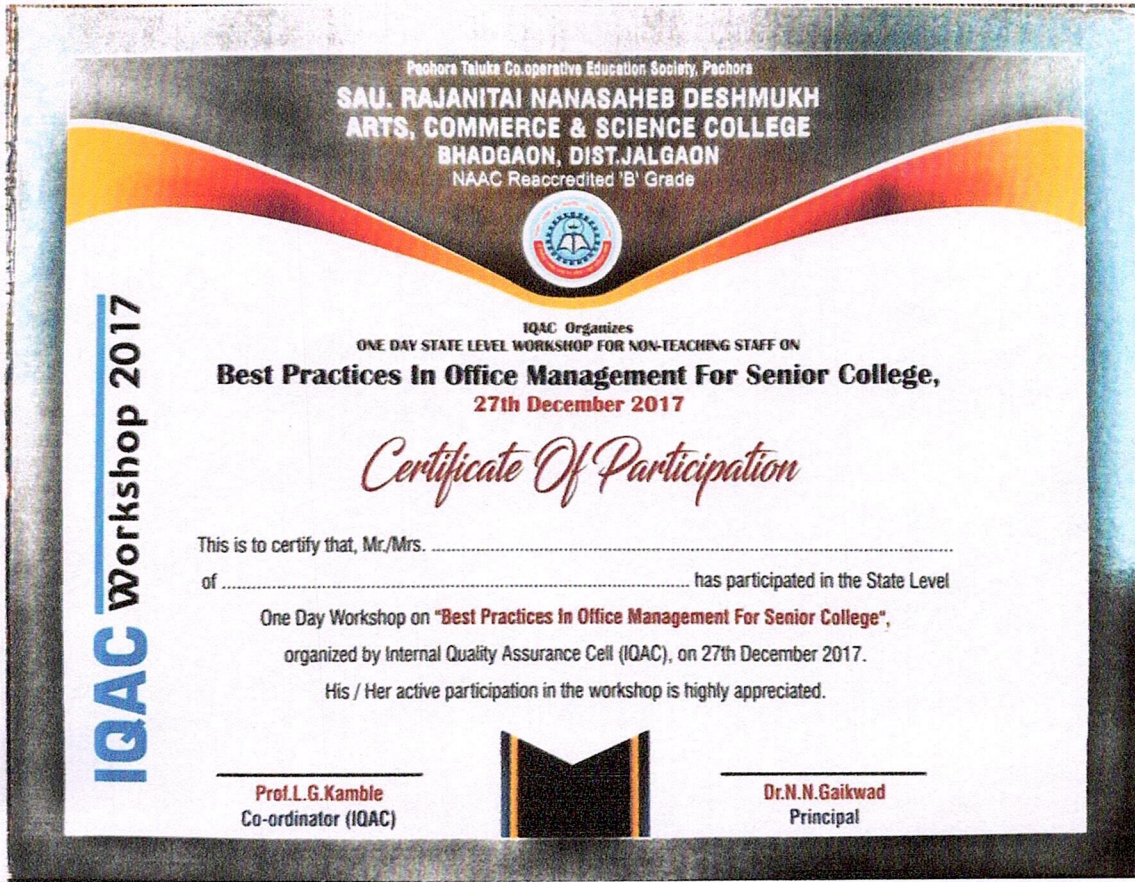 Pachora Taluka Co.operative Education Society, Pachora
SAU. RAJANITAI NANASAHEB DESHMUKH
ARTS, COMMERCE & SCIENCE COLLEGE
BHADGAON, DIST.JALGAON
NAAC Reaccredited 'B' Grade
IQAC Workshop 2017
IQAC Organizes
ONE DAY STATE LEVEL WORKSHOP FOR NON-TEACHING STAFF ON
Best Practices In Office Management For Senior College,
27th December 2017
Certificate Of Participation
This is to certify that, Mr./Mrs. ....................................................
of .................................................... has participated in the State Level
One Day Workshop on "Best Practices In Office Management For Senior College",
organized by Internal Quality Assurance Cell (IQAC), on 27th December 2017.
His / Her active participation in the workshop is highly appreciated.
Prof.L.G.Kamble
Co-ordinator (IQAC)
Dr.N.N.Gaikwad
Principal